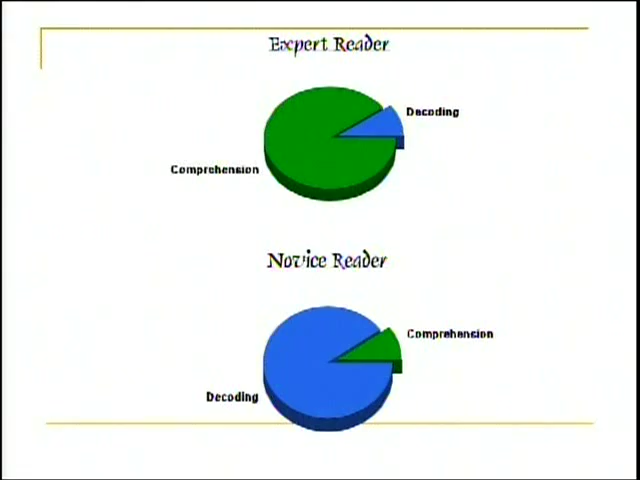 Expert Reader
Decoding
Comprehension
Novice Reader
Comprehension
Decoding